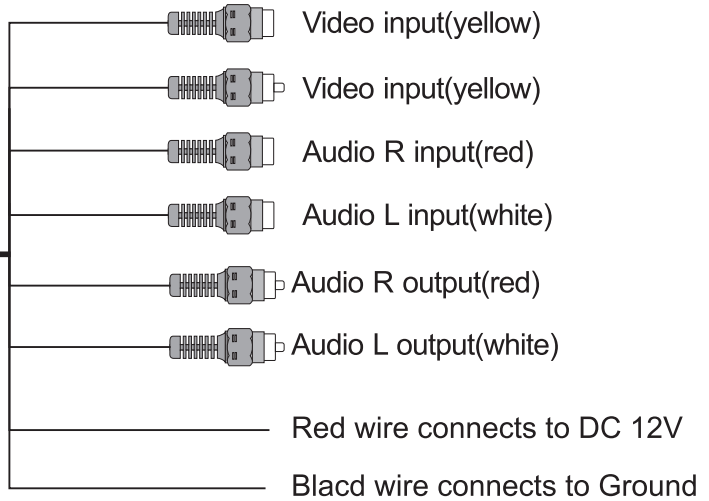 Video input(yellow)
Video input(yellow)
Audio R input(red)
Audio L input(white)
Audio R output(red)
Audio L output(white)
Red wire connects to DC 12V
Blacd wire connects to Ground